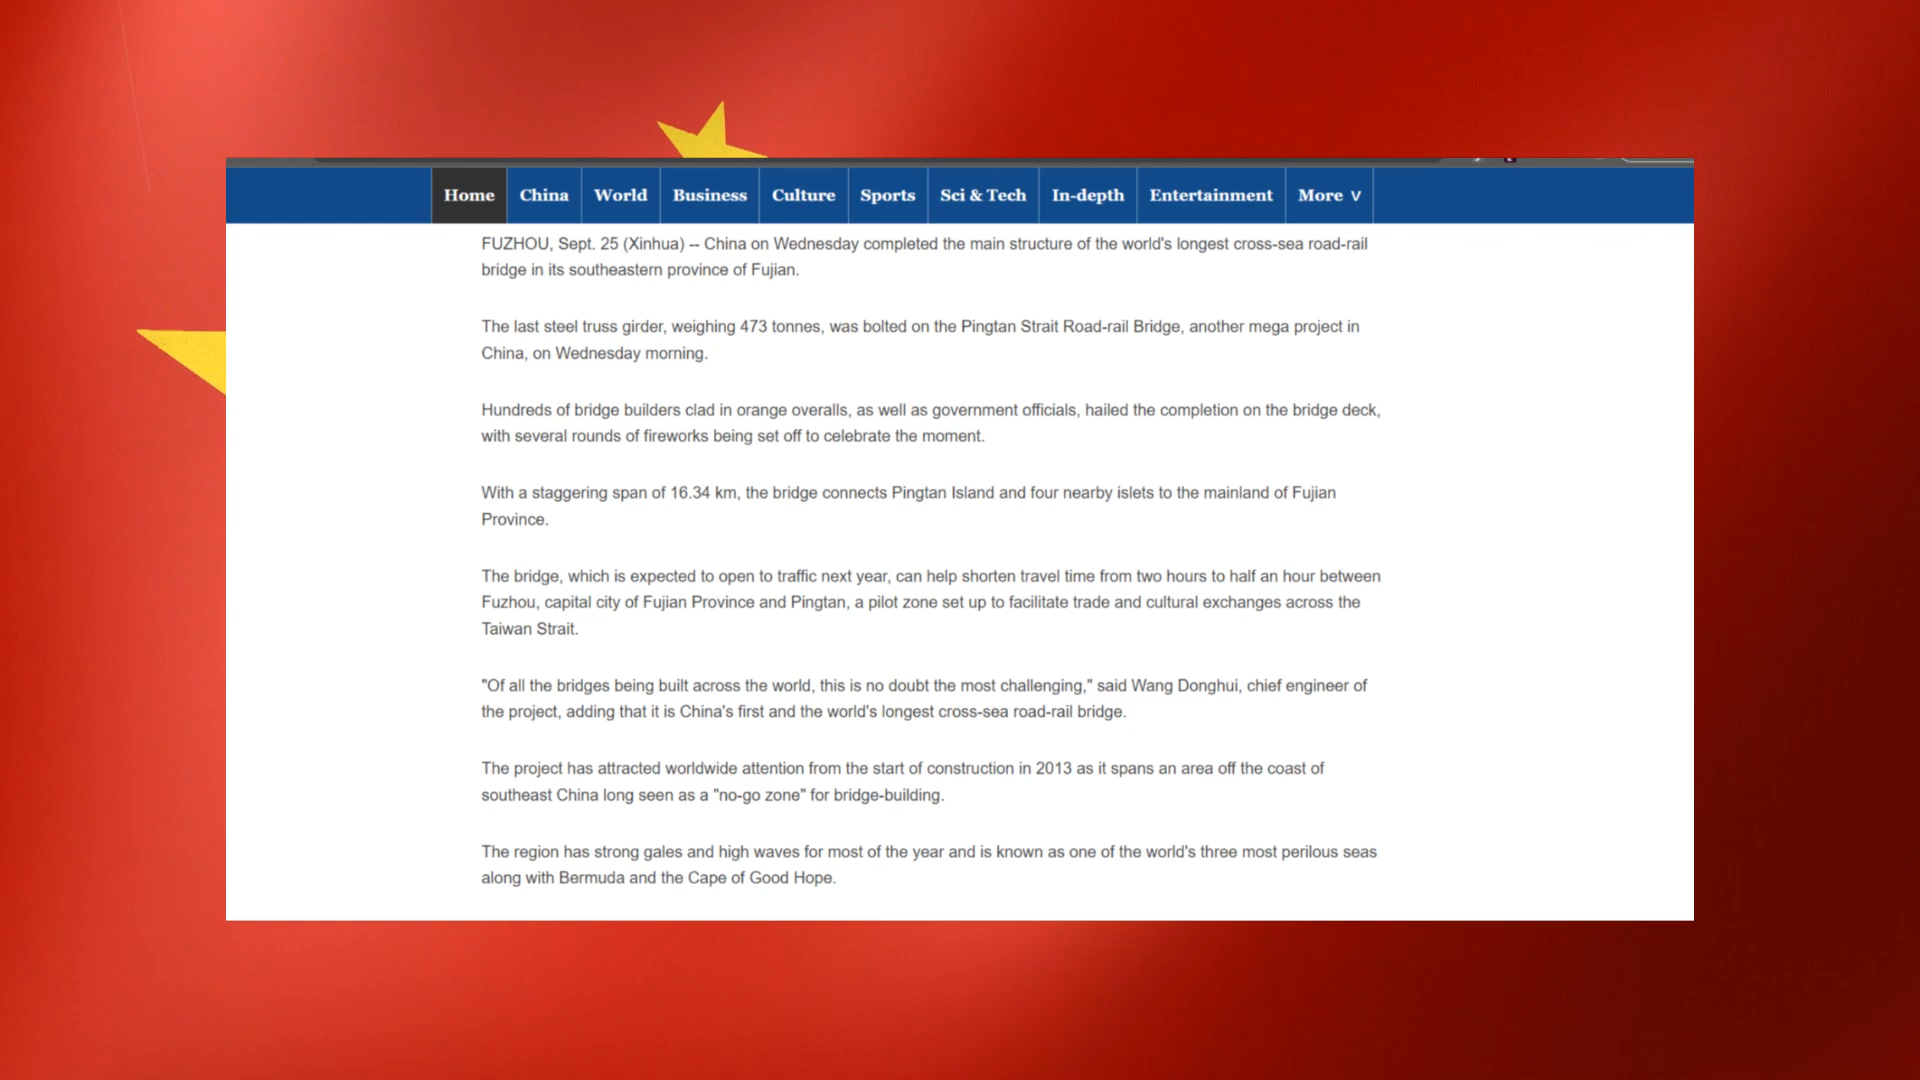 Home China World Business Culture Sports Sci & Tech In-depth Entertainment More V
FUZHOU, Sept. 25 (Xinhua) -- China on Wednesday completed the main structure of the world's longest cross-sea road-rail
bridge in its southeastern province of Fujian.
The last steel truss girder, weighing 473 tonnes, was bolted on the Pingtan Strait Road-rail Bridge, another mega project in
China, on Wednesday morning.
Hundreds of bridge builders clad in orange overalls, as well as government officials, hailed the completion on the bridge deck,
with several rounds of fireworks being set off to celebrate the moment.
With a staggering span of 16.34 km, the bridge connects Pingtan Island and four nearby islets to the mainland of Fujian
Province.
The bridge, which is expected to open to traffic next year, can help shorten travel time from two hours to half an hour between
Fuzhou, capital city of Fujian Province and Pingtan, a pilot zone set up to facilitate trade and cultural exchanges across the
Taiwan Strait.
"Of all the bridges being built across the world, this is no doubt the most challenging," said Wang Donghui, chief engineer of
the project, adding that it is China's first and the world's longest cross-sea road-rail bridge.
The project has attracted worldwide attention from the start of construction in 2013 as it spans an area off the coast of
southeast China long seen as a "no-go zone" for bridge-building.
The region has strong gales and high waves for most of the year and is known as one of the world's three most perilous seas
along with Bermuda and the Cape of Good Hope.